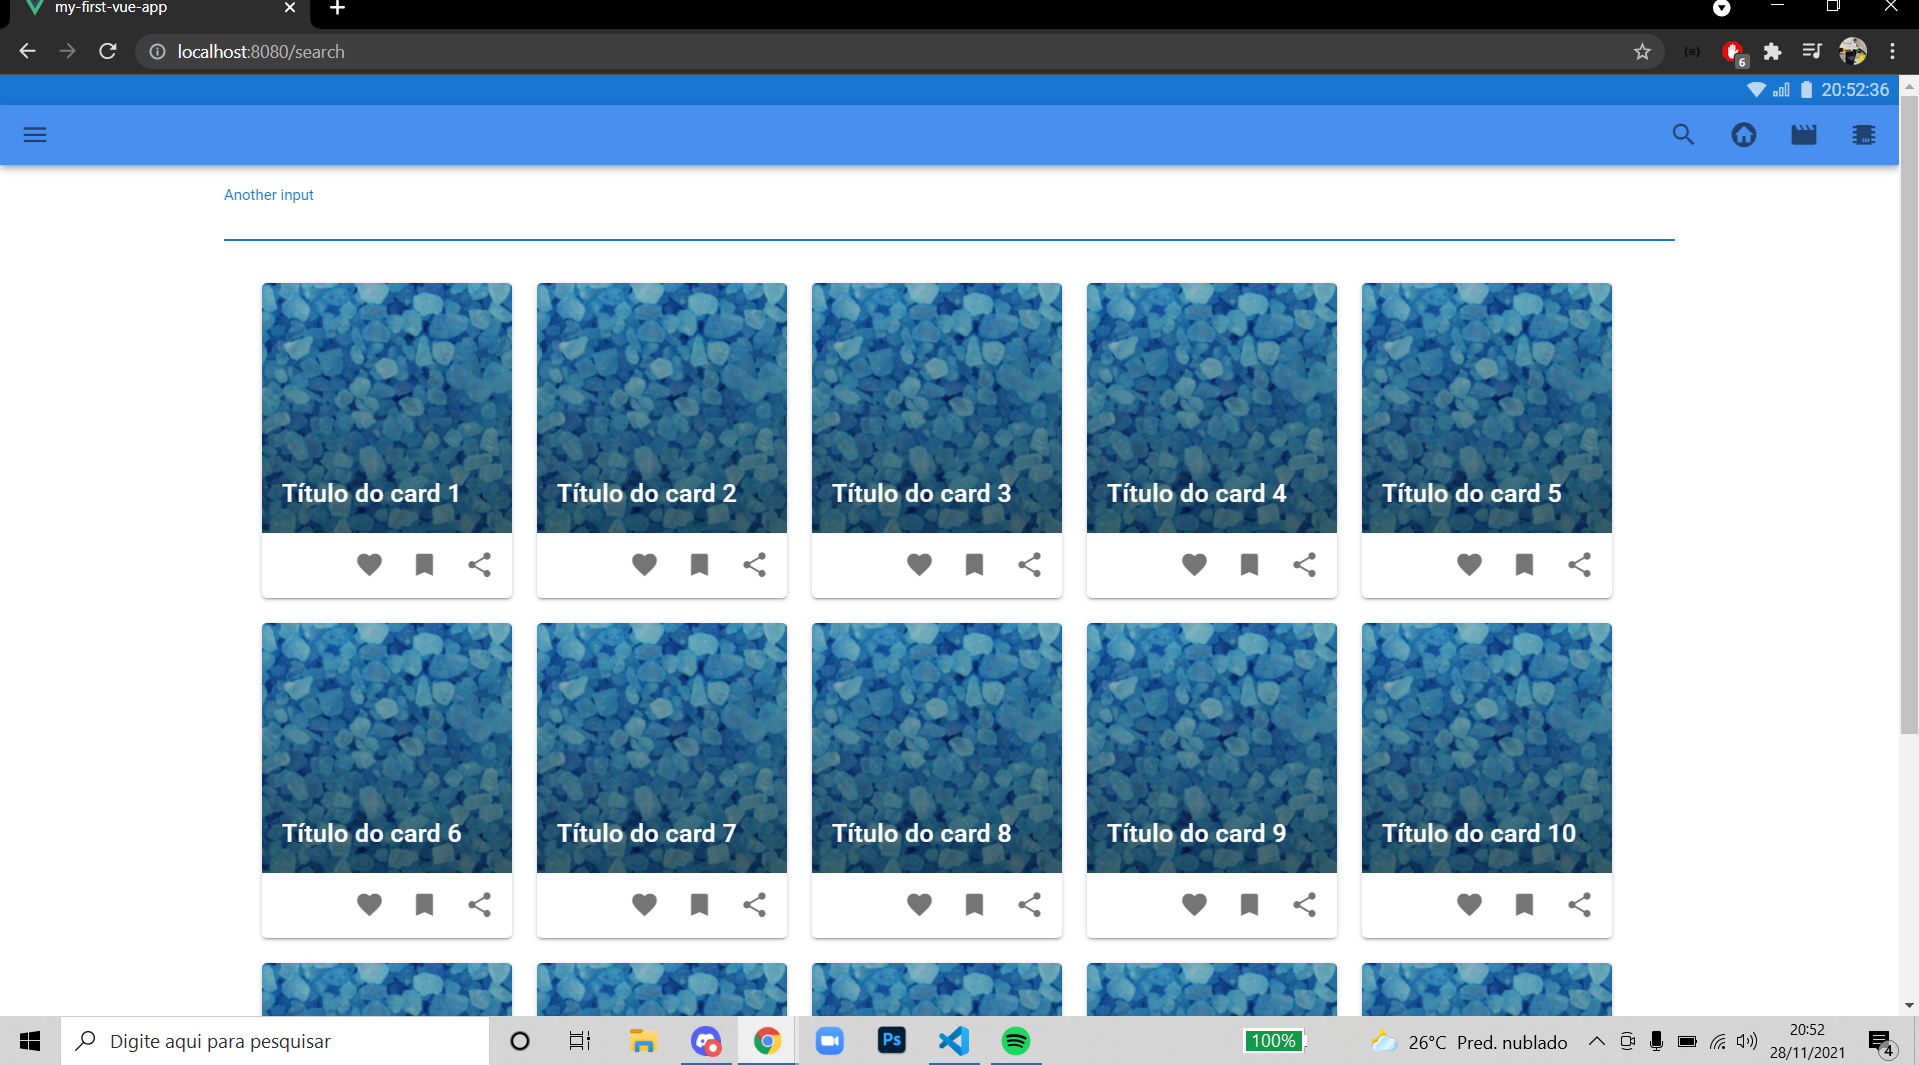 my-first-vue-app
localhost:8080/search
6
20:52:36
Another input
Título do card 1
Título do card 2
Título do card 3
Título do card 4
Título do card 5
Título do card 6
Título do card 7
Título do card 8
Título do card 9
Título do card 10
Digite aqui para pesquisar
Ps
100%
26°C Pred. nublado
20:52
28/11/2021
4